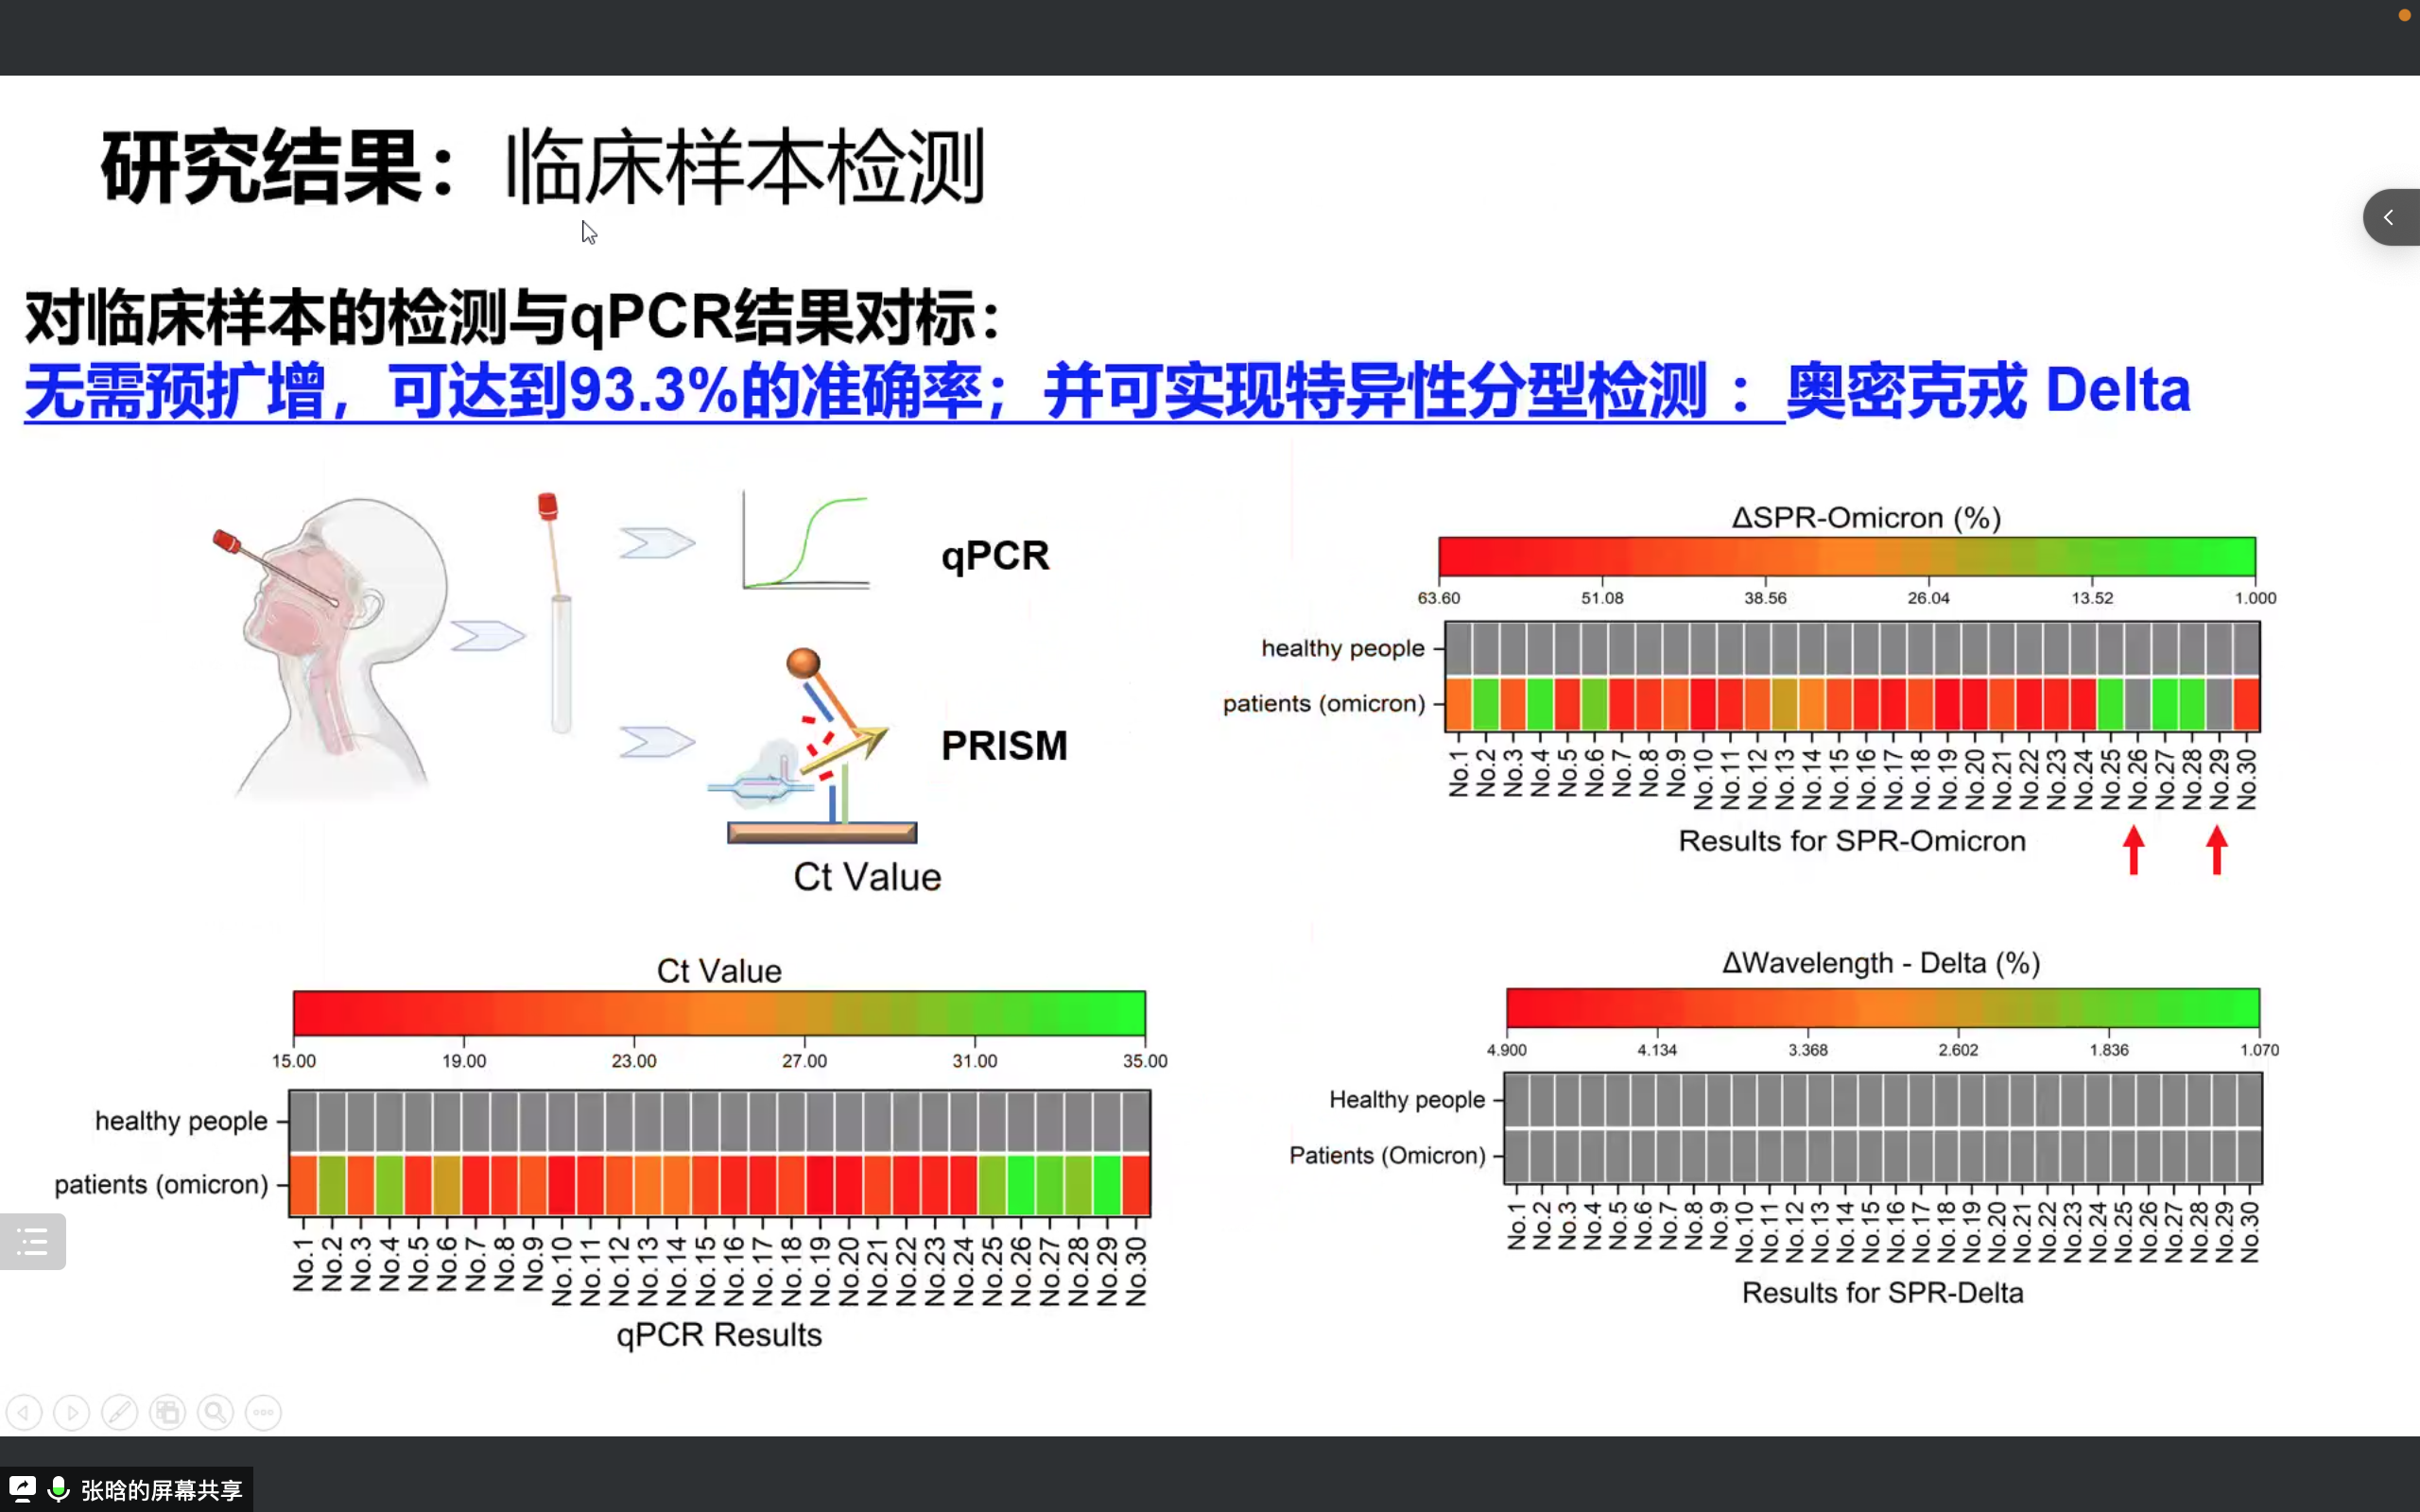 研究结果：临床样本检测
对临床样本的检测与qPCR结果对标：
无需预扩增，可达到93.3%的准确率；并可实现特异性分型检测 ：奥密克戎 Delta
qPCR
PRISM
Ct Value
ΔSPR-Omicron (%)
63.60 51.08 38.56 26.04 13.52 1.000
healthy people
patients (omicron)
No.1 No.2 No.3 No.4 No.5 No.6 No.7 No.8 No.9 No.10 No.11 No.12 No.13 No.14 No.15 No.16 No.17 No.18 No.19 No.20 No.21 No.22 No.23 No.24 No.25 No.26 No.27 No.28 No.29 No.30
Results for SPR-Omicron
Ct Value
15.00 19.00 23.00 27.00 31.00 35.00
healthy people
patients (omicron)
No.1 No.2 No.3 No.4 No.5 No.6 No.7 No.8 No.9 No.10 No.11 No.12 No.13 No.14 No.15 No.16 No.17 No.18 No.19 No.20 No.21 No.22 No.23 No.24 No.25 No.26 No.27 No.28 No.29 No.30
qPCR Results
ΔWavelength - Delta (%)
4.900 4.134 3.368 2.602 1.836 1.070
Healthy people
Patients (Omicron)
No.1 No.2 No.3 No.4 No.5 No.6 No.7 No.8 No.9 No.10 No.11 No.12 No.13 No.14 No.15 No.16 No.17 No.18 No.19 No.20 No.21 No.22 No.23 No.24 No.25 No.26 No.27 No.28 No.29 No.30
Results for SPR-Delta
张晗的屏幕共享